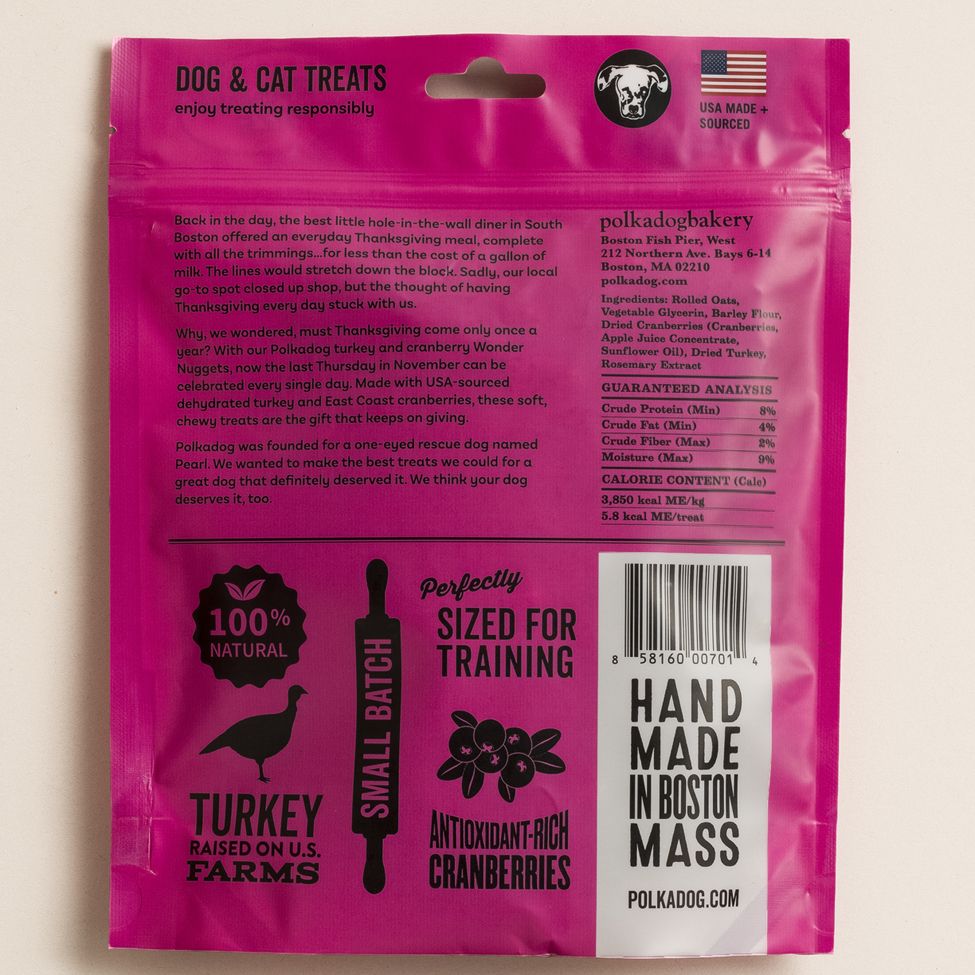 DOG & CAT TREATS
enjoy treating responsibly
USA MADE +
SOURCED
Back in the day, the best little hole-in-the-wall diner in South
Boston offered an everyday Thanksgiving meal, complete
with all the trimmings...for less than the cost of a gallon of
milk. The lines would stretch down the block. Sadly, our local
go-to spot closed up shop, but the thought of having
Thanksgiving every day stuck with us.
Why, we wondered, must Thanksgiving come only once a
year? With our Polkadog turkey and cranberry Wonder
Nuggets, now the last Thursday in November can be
celebrated every single day. Made with USA-sourced
dehydrated turkey and East Coast cranberries, these soft,
chewy treats are the gift that keeps on giving.
Polkadog was founded for a one-eyed rescue dog named
Pearl. We wanted to make the best treats we could for a
great dog that definitely deserved it. We think your dog
deserves it, too.
polkadogbakery
Boston Fish Pier, West
212 Northern Ave. Bays 6-14
Boston, MA 02210
polkadog.com
Ingredients: Rolled Oats,
Vegetable Glycerin, Barley Flour,
Dried Cranberries (Cranberries,
Apple Juice Concentrate,
Sunflower Oil), Dried Turkey,
Rosemary Extract
GUARANTEED ANALYSIS
Crude Protein (Min) 8%
Crude Fat (Min) 4%
Crude Fiber (Max) 2%
Moisture (Max) 9%
CALORIE CONTENT (Calc)
3,850 kcal ME/kg
5.8 kcal ME/treat
100%
NATURAL
TURKEY
RAISED ON U.S.
FARMS
SMALL BATCH
Perfectly
SIZED FOR
TRAINING
ANTIOXIDANT-RICH
CRANBERRIES
8 58160 00701 4
HAND
MADE
IN BOSTON
MASS
POLKADOG.COM